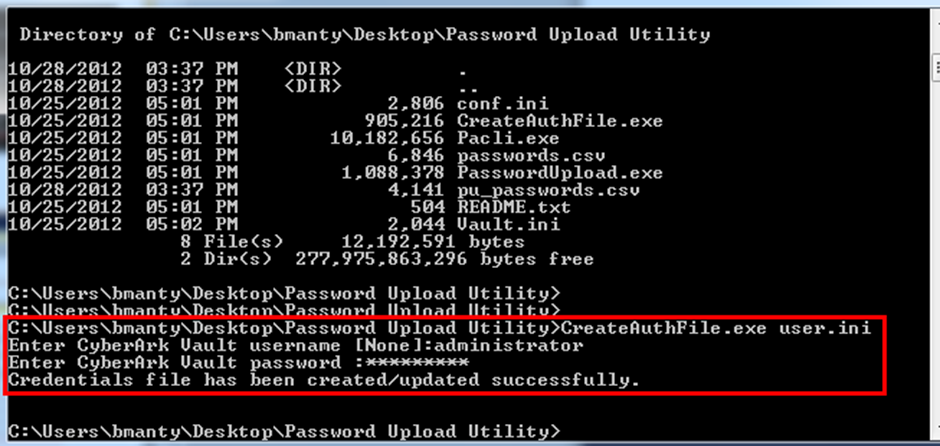 Directory of C:\Users\bmanty\Desktop\Password Upload Utility
10/28/2012  03:37 PM    <DIR>          .
10/28/2012  03:37 PM    <DIR>          ..
10/25/2012  05:01 PM             2,806 conf.ini
10/25/2012  05:01 PM           905,216 CreateAuthFile.exe
10/25/2012  05:01 PM        10,182,656 Pacli.exe
10/25/2012  05:01 PM             6,846 passwords.csv
10/25/2012  05:01 PM         1,088,378 PasswordUpload.exe
10/28/2012  03:37 PM             4,141 pu_passwords.csv
10/25/2012  05:01 PM               504 README.txt
10/25/2012  05:02 PM             2,044 Vault.ini
8 File(s)     12,192,591 bytes
2 Dir(s)  277,975,863,296 bytes free
C:\Users\bmanty\Desktop\Password Upload Utility>
C:\Users\bmanty\Desktop\Password Upload Utility>
C:\Users\bmanty\Desktop\Password Upload Utility>CreateAuthFile.exe user.ini
Enter CyberArk Vault username [None]:administrator
Enter CyberArk Vault password :*********
Credentials file has been created/updated successfully.
C:\Users\bmanty\Desktop\Password Upload Utility>